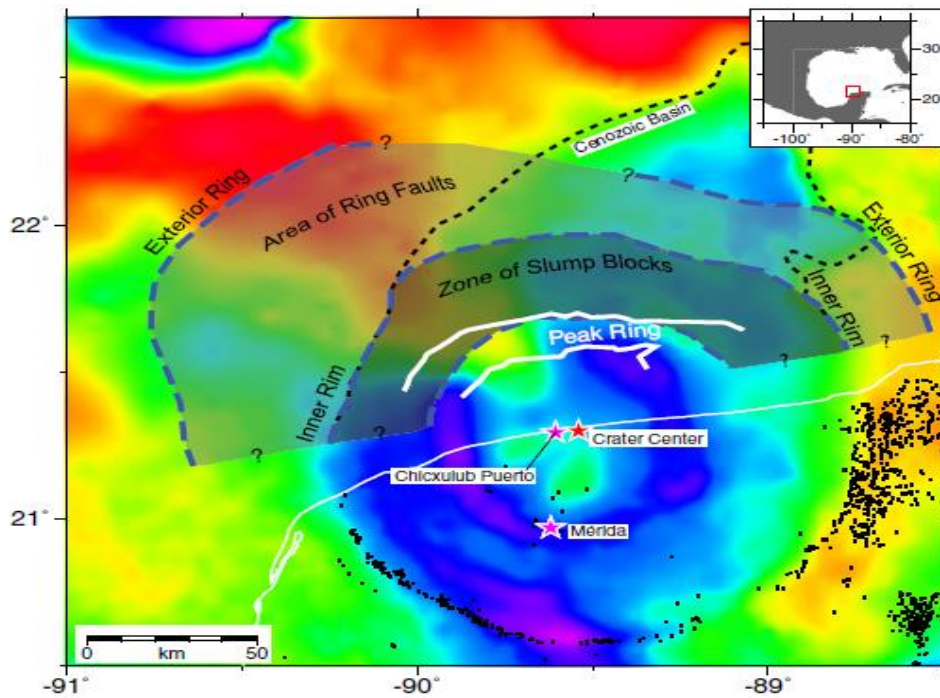 30°
20°
-100°
-90°
-80°
Cenozoic Basin
?
?
Exterior Ring
Area of Ring Faults
22°
Exterior Ring
Zone of Slump Blocks
Inner Rim
Peak Ring
?
?
Inner Rim
?
?
Crater Center
Chicxulub Puerto
21°
Mérida
0
km
50
-91°
-90°
-89°